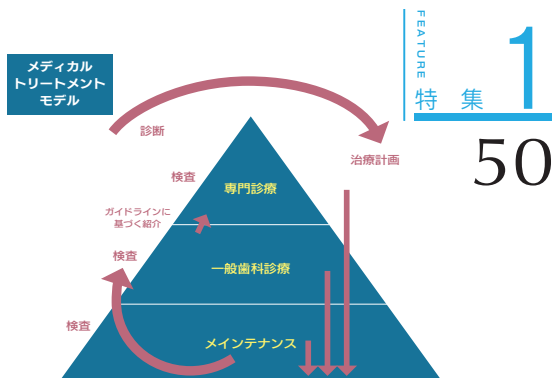 メディカル
トリートメント
モデル
FEATURE
特 集
1
50
診断
治療計画
検査
専門診療
ガイドラインに
基づく紹介
検査
一般歯科診療
検査
メインテナンス